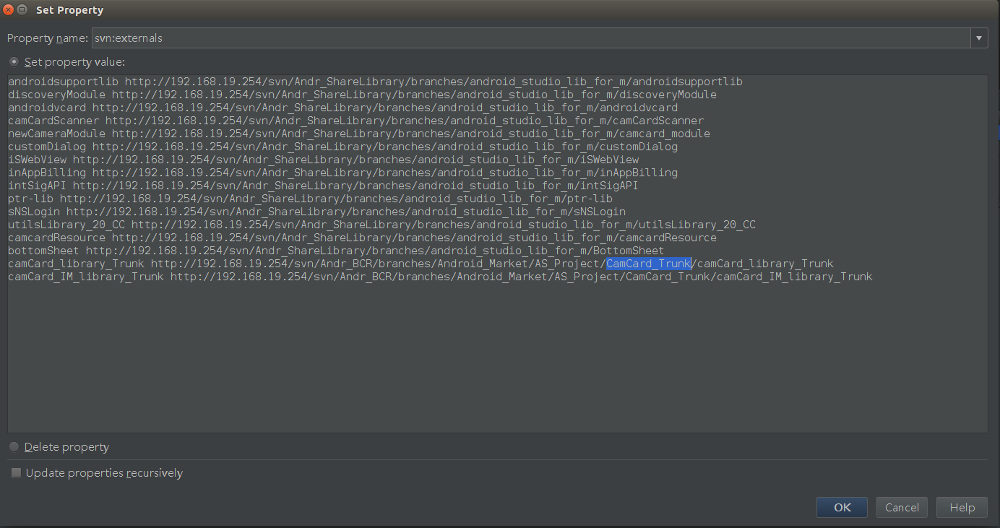 Set Property
Property name: svn:externals
Set property value:
androidsupportlib http://192.168.19.254/svn/Andr_ShareLibrary/branches/android_studio_lib_for_m/androidsupportlib
discoveryModule http://192.168.19.254/svn/Andr_ShareLibrary/branches/android_studio_lib_for_m/discoveryModule
androidvcard http://192.168.19.254/svn/Andr_ShareLibrary/branches/android_studio_lib_for_m/androidvcard
camCardScanner http://192.168.19.254/svn/Andr_ShareLibrary/branches/android_studio_lib_for_m/camCardScanner
newCameraModule http://192.168.19.254/svn/Andr_ShareLibrary/branches/android_studio_lib_for_m/camcard_module
customDialog http://192.168.19.254/svn/Andr_ShareLibrary/branches/android_studio_lib_for_m/customDialog
iSWebView http://192.168.19.254/svn/Andr_ShareLibrary/branches/android_studio_lib_for_m/iSWebView
inAppBilling http://192.168.19.254/svn/Andr_ShareLibrary/branches/android_studio_lib_for_m/inAppBilling
intSigAPI http://192.168.19.254/svn/Andr_ShareLibrary/branches/android_studio_lib_for_m/intSigAPI
ptr-lib http://192.168.19.254/svn/Andr_ShareLibrary/branches/android_studio_lib_for_m/ptr-lib
sNSLogin http://192.168.19.254/svn/Andr_ShareLibrary/branches/android_studio_lib_for_m/sNSLogin
utilsLibrary_20_CC http://192.168.19.254/svn/Andr_ShareLibrary/branches/android_studio_lib_for_m/utilsLibrary_20_CC
camcardResource http://192.168.19.254/svn/Andr_ShareLibrary/branches/android_studio_lib_for_m/camcardResource
bottomSheet http://192.168.19.254/svn/Andr_ShareLibrary/branches/android_studio_lib_for_m/BottomSheet
camCard_library_Trunk http://192.168.19.254/svn/Andr_BCR/branches/Android_Market/AS_Project/CamCard_Trunk/camCard_library_Trunk
camCard_IM_library_Trunk http://192.168.19.254/svn/Andr_BCR/branches/Android_Market/AS_Project/CamCard_Trunk/camCard_IM_library_Trunk
Delete property
Update properties recursively
OK Cancel Help